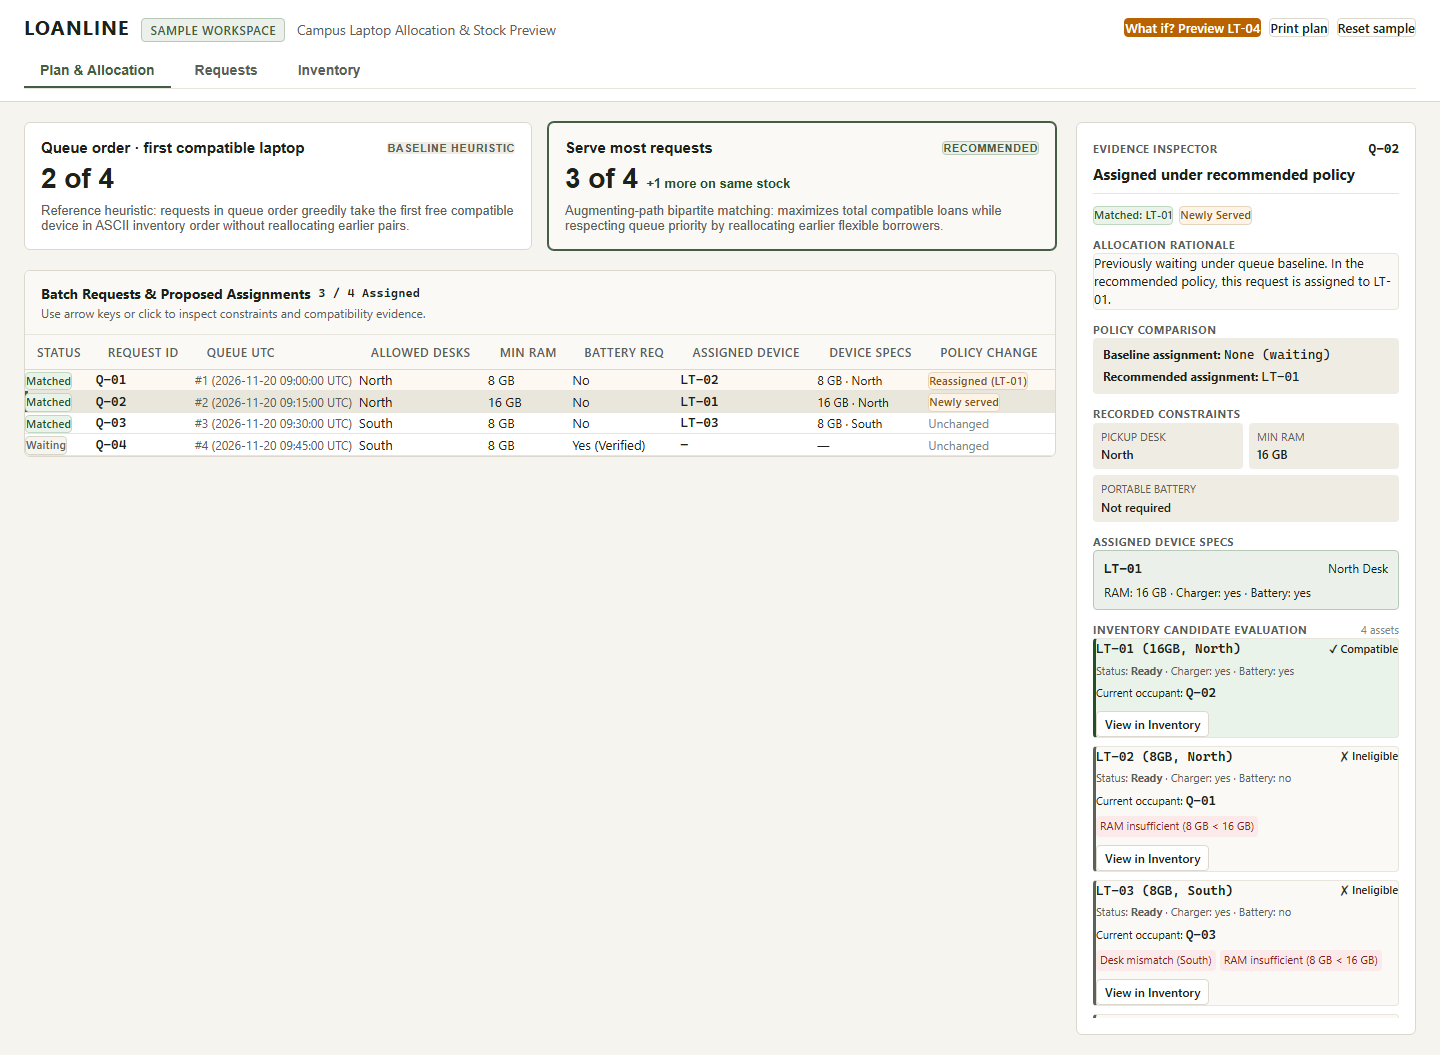 LOANLINE SAMPLE WORKSPACE Campus Laptop Allocation & Stock Preview
What if? Preview LT-04 Print plan Reset sample
Plan & Allocation Requests Inventory
Queue order · first compatible laptop BASELINE HEURISTIC
2 of 4
Reference heuristic: requests in queue order greedily take the first free compatible
device in ASCII inventory order without reallocating earlier pairs.
Serve most requests RECOMMENDED
3 of 4 +1 more on same stock
Augmenting-path bipartite matching: maximizes total compatible loans while
respecting queue priority by reallocating earlier flexible borrowers.
Batch Requests & Proposed Assignments 3 / 4 Assigned
Use arrow keys or click to inspect constraints and compatibility evidence.
STATUS REQUEST ID QUEUE UTC ALLOWED DESKS MIN RAM BATTERY REQ ASSIGNED DEVICE DEVICE SPECS POLICY CHANGE
Matched Q-01 #1 (2026-11-20 09:00:00 UTC) North 8 GB No LT-02 8 GB · North Reassigned (LT-01)
Matched Q-02 #2 (2026-11-20 09:15:00 UTC) North 16 GB No LT-01 16 GB · North Newly served
Matched Q-03 #3 (2026-11-20 09:30:00 UTC) South 8 GB No LT-03 8 GB · South Unchanged
Waiting Q-04 #4 (2026-11-20 09:45:00 UTC) South 8 GB Yes (Verified) — — Unchanged
EVIDENCE INSPECTOR Q-02
Assigned under recommended policy
Matched: LT-01 Newly Served
ALLOCATION RATIONALE
Previously waiting under queue baseline. In the
recommended policy, this request is assigned to LT-
01.
POLICY COMPARISON
Baseline assignment: None (waiting)
Recommended assignment: LT-01
RECORDED CONSTRAINTS
PICKUP DESK MIN RAM
North 16 GB
PORTABLE BATTERY
Not required
ASSIGNED DEVICE SPECS
LT-01 North Desk
RAM: 16 GB · Charger: yes · Battery: yes
INVENTORY CANDIDATE EVALUATION 4 assets
LT-01 (16GB, North) ✓ Compatible
Status: Ready · Charger: yes · Battery: yes
Current occupant: Q-02
View in Inventory
LT-02 (8GB, North) ✗ Ineligible
Status: Ready · Charger: yes · Battery: no
Current occupant: Q-01
RAM insufficient (8 GB < 16 GB)
View in Inventory
LT-03 (8GB, South) ✗ Ineligible
Status: Ready · Charger: yes · Battery: no
Current occupant: Q-03
Desk mismatch (South) RAM insufficient (8 GB < 16 GB)
View in Inventory